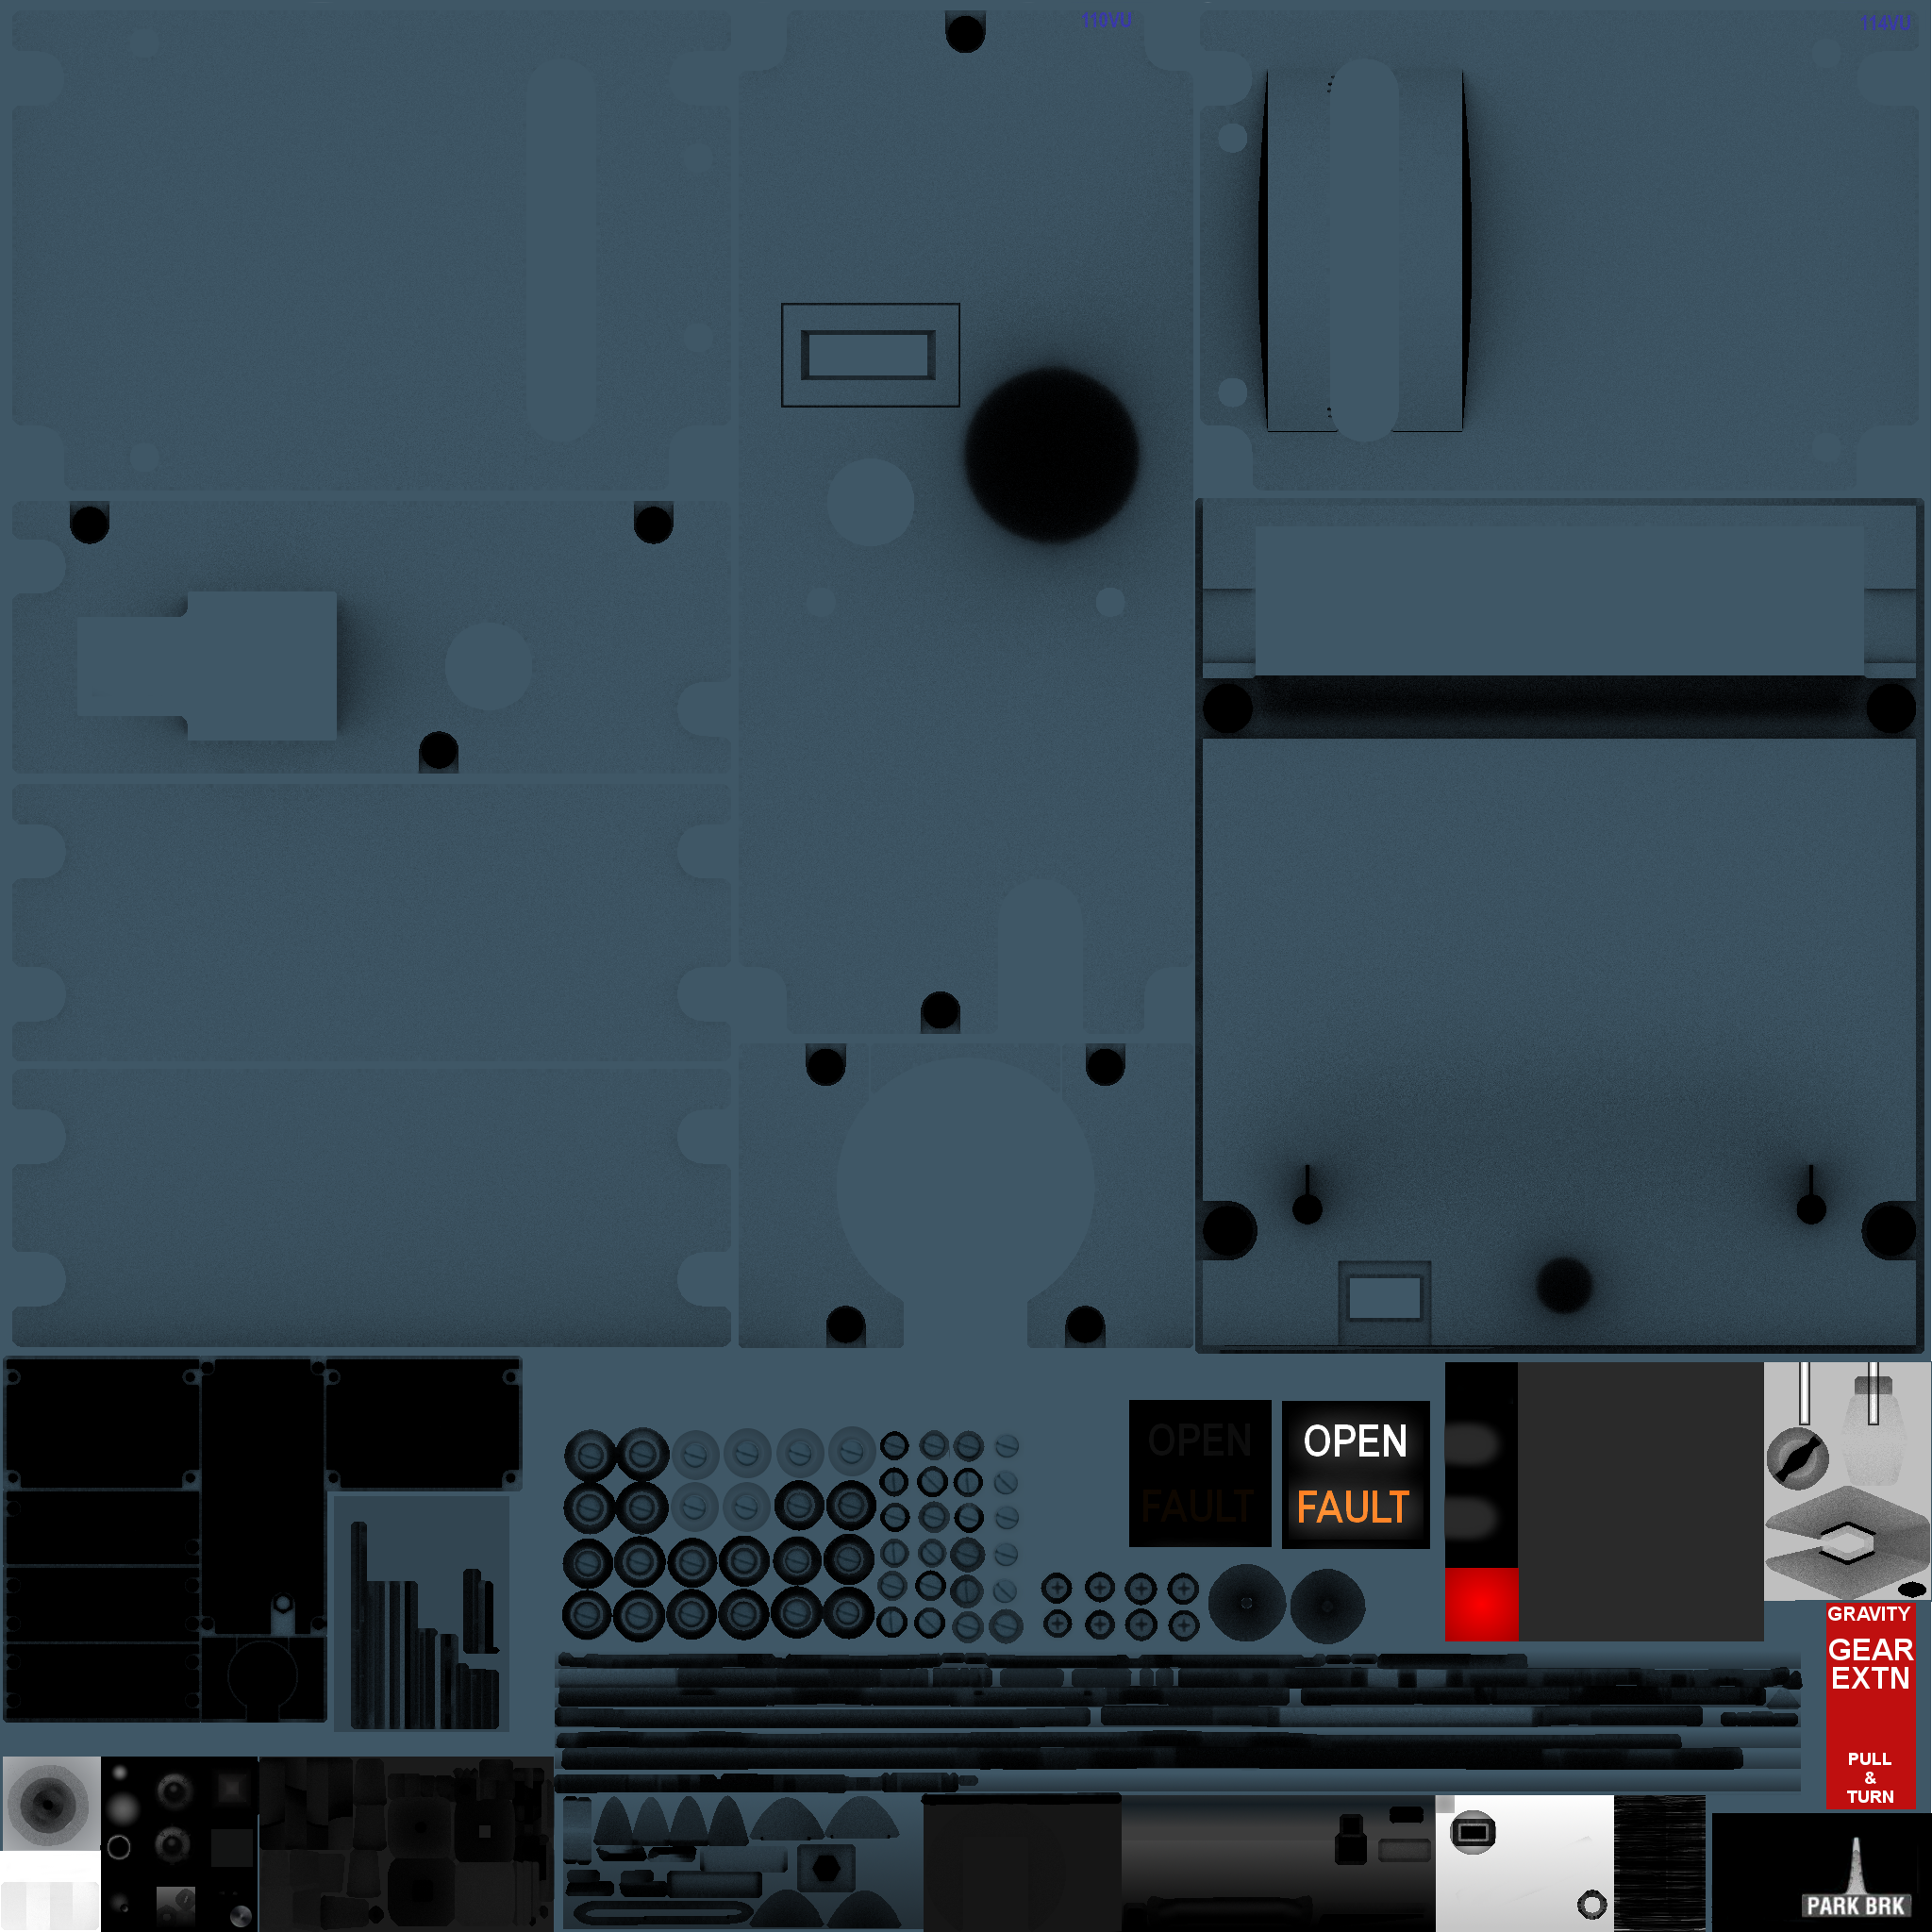 110VU
114VU
OPEN
FAULT
OPEN
FAULT
GRAVITY
GEAR
EXTN
PULL
&
TURN
PARK BRK